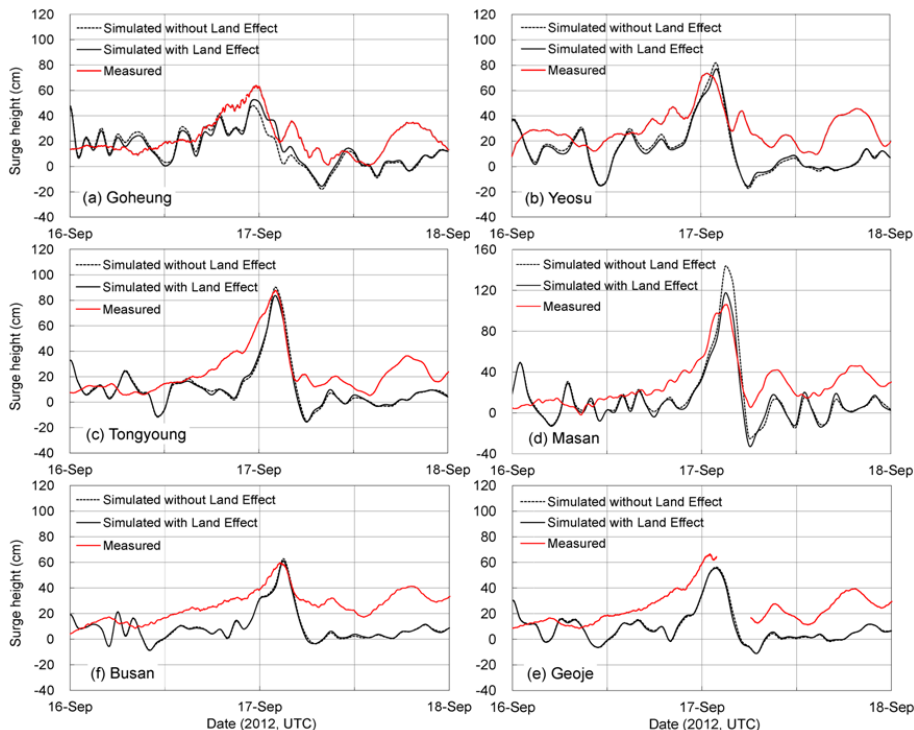 120
100
80
60
40
20
0
-20
-40
Surge height (cm)
Simulated without Land Effect
Simulated with Land Effect
Measured
(a) Goheung
16-Sep
17-Sep
18-Sep
120
100
80
60
40
20
0
-20
-40
Simulated without Land Effect
Simulated with Land Effect
Measured
(b) Yeosu
16-Sep
17-Sep
18-Sep
120
100
80
60
40
20
0
-20
-40
Surge height (cm)
Simulated without Land Effect
Simulated with Land Effect
Measured
(c) Tongyoung
16-Sep
17-Sep
18-Sep
160
120
80
40
0
-40
Simulated without Land Effect
Simulated with Land Effect
Measured
(d) Masan
16-Sep
17-Sep
18-Sep
120
100
80
60
40
20
0
-20
-40
Surge height (cm)
Simulated without Land Effect
Simulated with Land Effect
Measured
(f) Busan
16-Sep
17-Sep
18-Sep
Date (2012, UTC)
120
100
80
60
40
20
0
-20
-40
Simulated without Land Effect
Simulated with Land Effect
Measured
(e) Geoje
16-Sep
17-Sep
18-Sep
Date (2012, UTC)